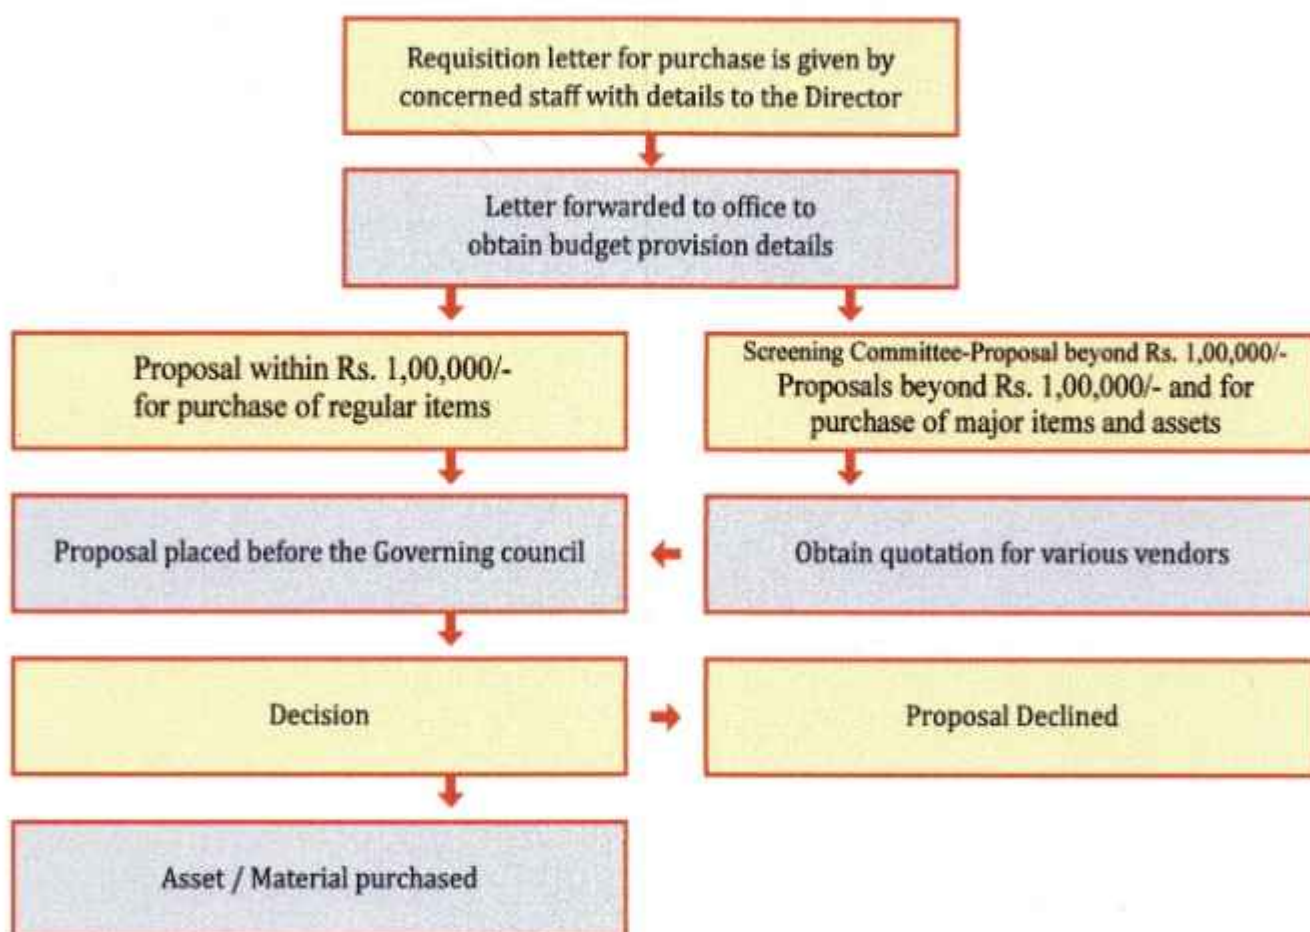 Requisition letter for purchase is given by
concerned staff with details to the Director
Letter forwarded to office to
obtain budget provision details
Proposal within Rs. 1,00,000/-
for purchase of regular items
Screening Committee-Proposal beyond Rs. 1,00,000/-
Proposals beyond Rs. 1,00,000/- and for
purchase of major items and assets
Proposal placed before the Governing council
Obtain quotation for various vendors
Decision
Proposal Declined
Asset / Material purchased